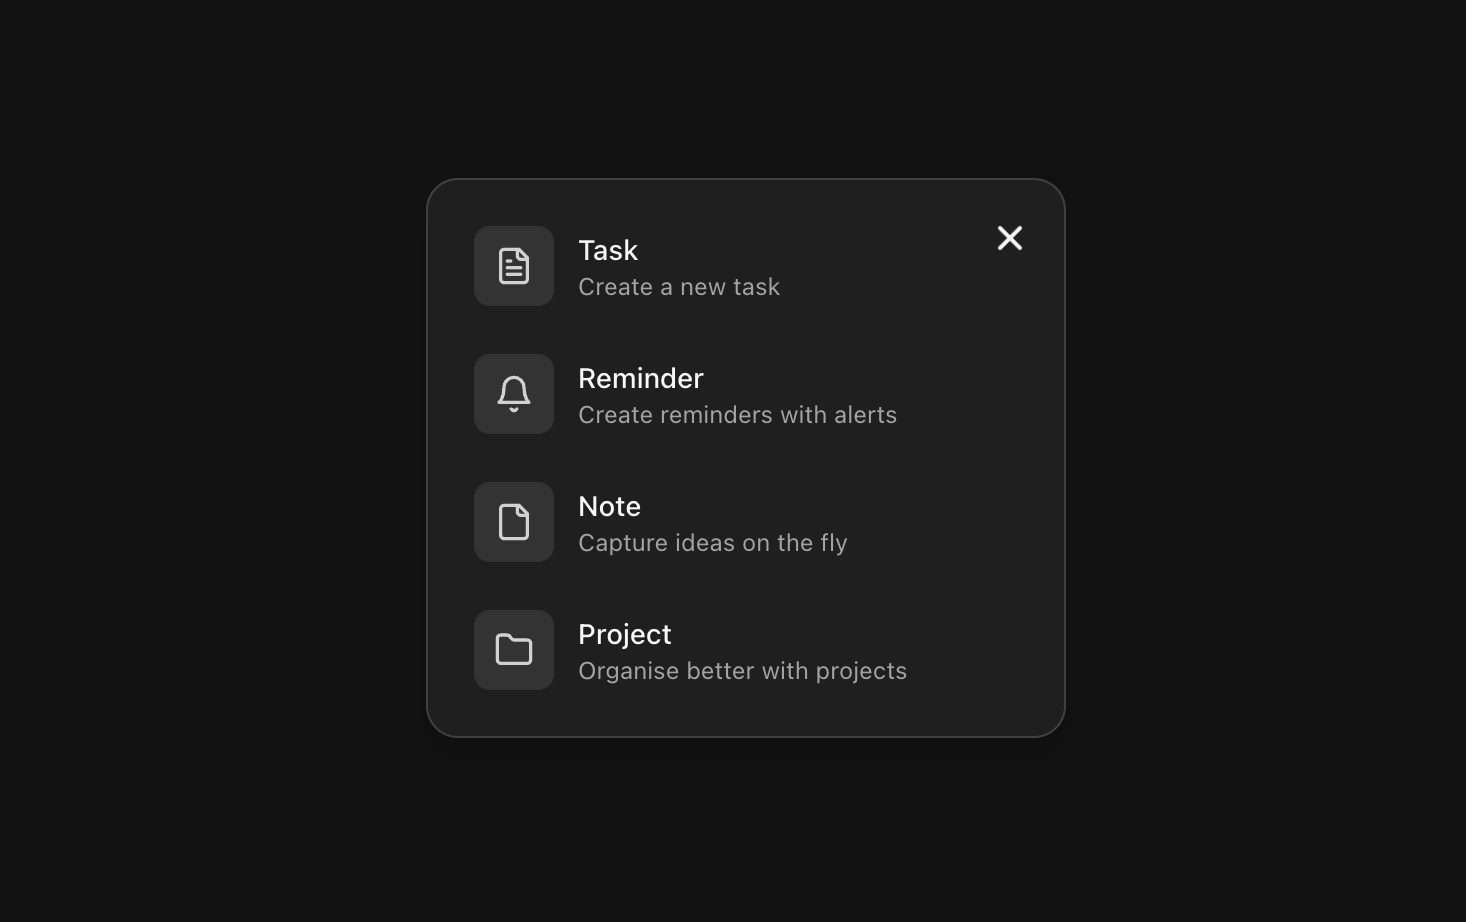 Task
Create a new task
Reminder
Create reminders with alerts
Note
Capture ideas on the fly
Project
Organise better with projects